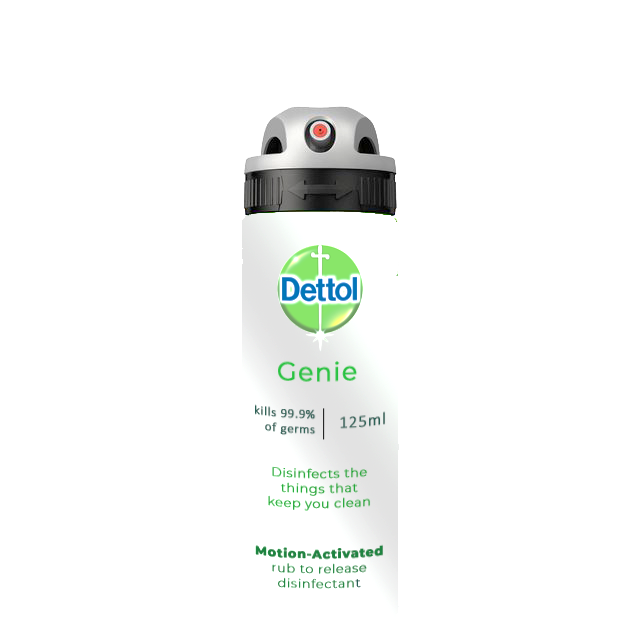 Dettol
Genie
kills 99.9%
of germs
125ml
Disinfects the
things that
keep you clean
Motion-Activated
rub to release
disinfectant